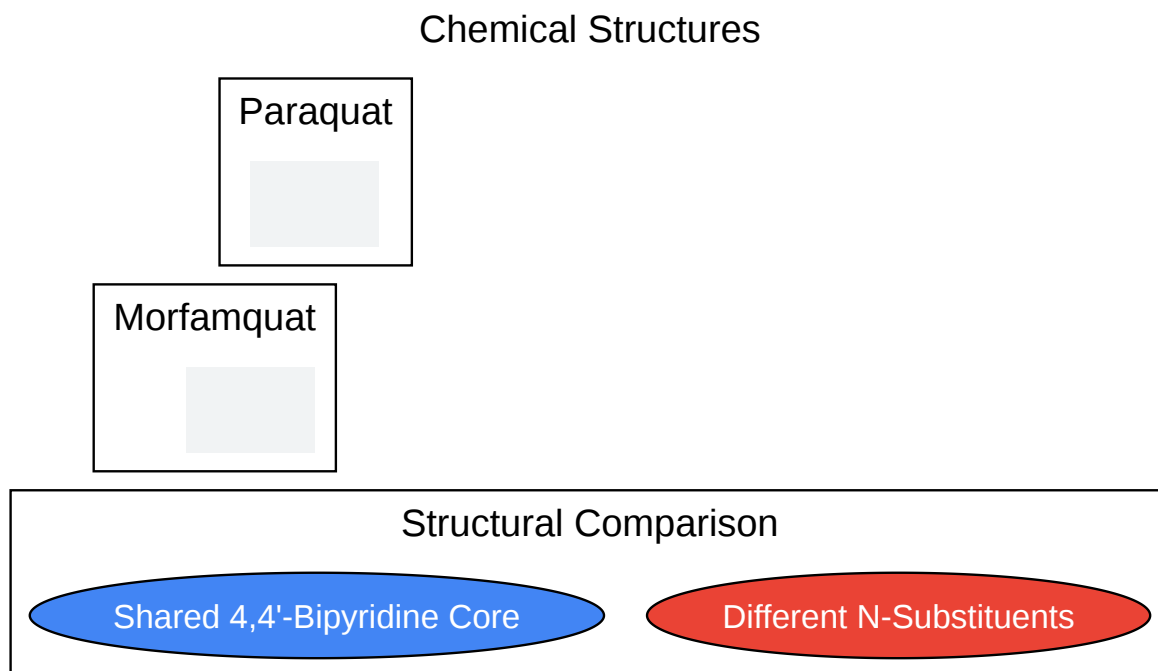 Chemical Structures
Paraquat
Morfamquat
Structural Comparison
Shared 4,4'-Bipyridine Core
Different N-Substituents